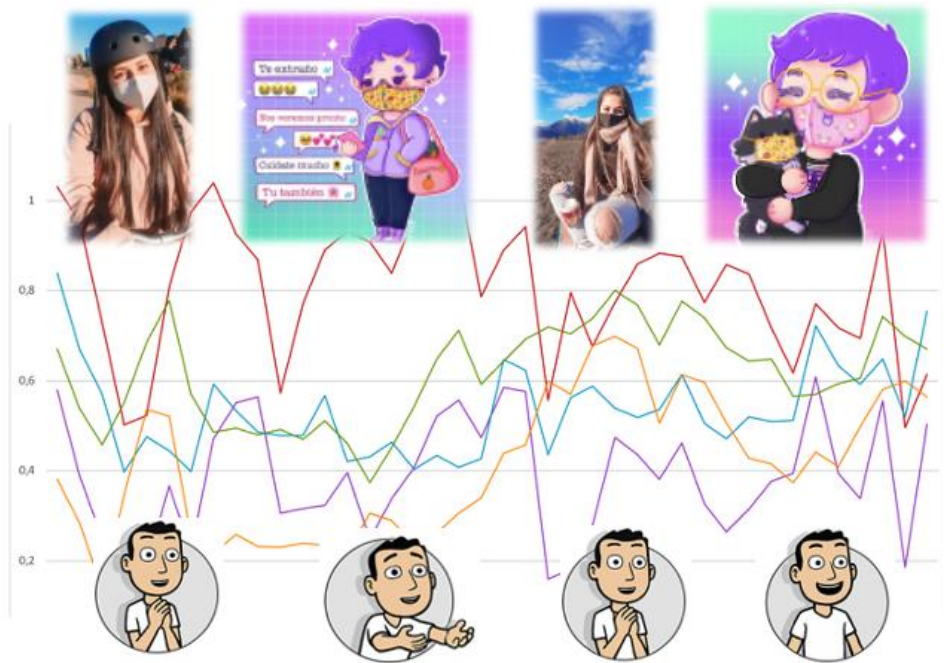 Te extraño
Nos veremos pronto
Cuídate mucho
Tu también
1
0,8
0,6
0,4
0,2